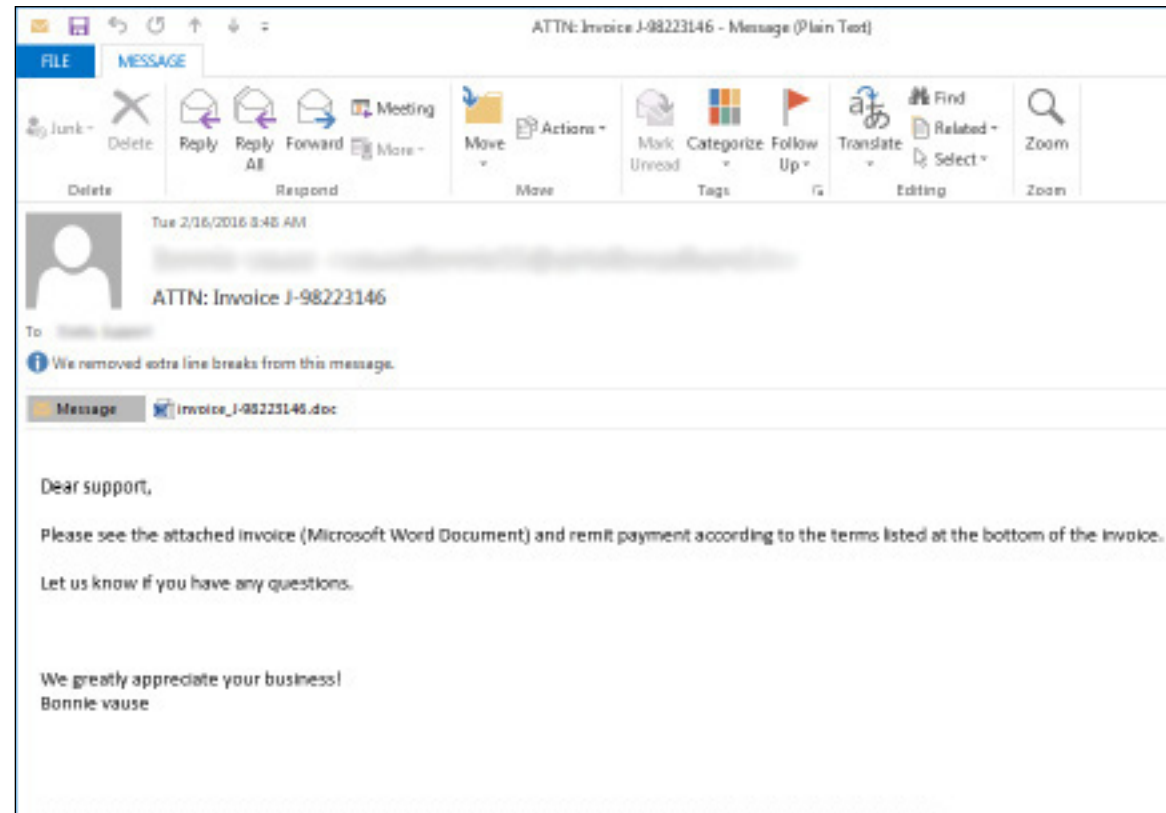 ATTN: Invoice J-98223146 - Message (Plain Text)
FILE MESSAGE
Junk
Delete
Reply
Reply All
Forward
Meeting
More
Move
Actions
Mark Unread
Categorize
Follow Up
Translate
Find
Related
Select
Zoom
Delete Respond Move Tags Editing Zoom
Tue 2/16/2016 8:48 AM
ATTN: Invoice J-98223146
To
We removed extra line breaks from this message.
Message invoice_J-98223146.doc
Dear support,
Please see the attached invoice (Microsoft Word Document) and remit payment according to the terms listed at the bottom of the invoice.
Let us know if you have any questions.
We greatly appreciate your business!
Bonnie vause